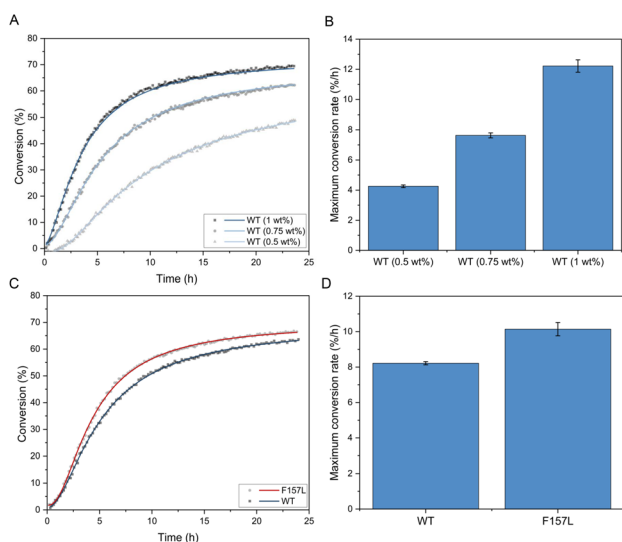 A
Conversion (%)
80
70
60
50
40
30
20
10
0
WT (1 wt%)
WT (0.75 wt%)
WT (0.5 wt%)
0 5 10 15 20 25
Time (h)
B
Maximum conversion rate (%/h)
14
12
10
8
6
4
2
0
WT (0.5 wt%) WT (0.75 wt%) WT (1 wt%)
C
Conversion (%)
80
70
60
50
40
30
20
10
0
F157L
WT
0 5 10 15 20 25
Time (h)
D
Maximum conversion rate (%/h)
12
10
8
6
4
2
0
WT F157L